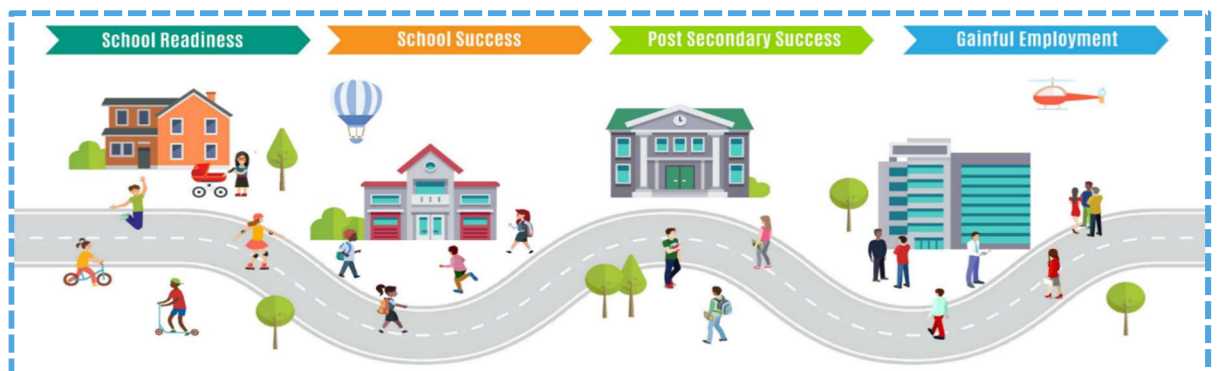 School Readiness
School Success
Post Secondary Success
Gainful Employment